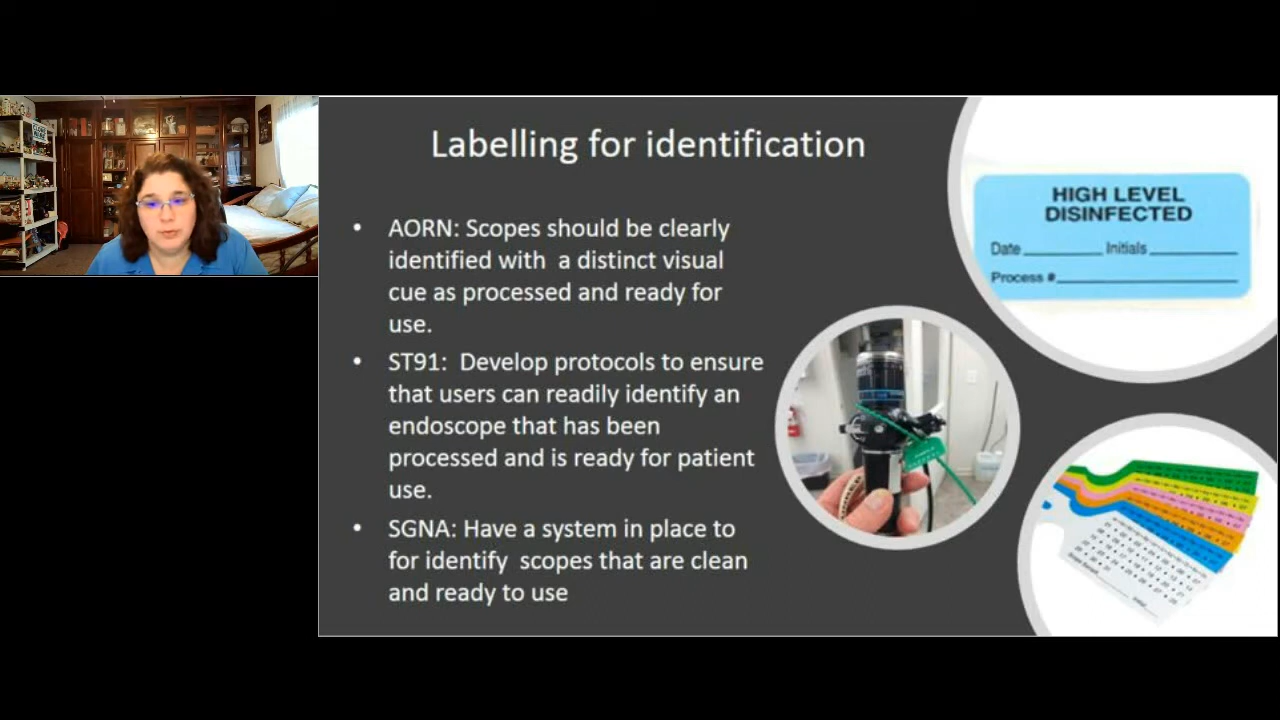 Labelling for identification
• AORN: Scopes should be clearly
identified with a distinct visual
cue as processed and ready for
use.
• ST91: Develop protocols to ensure
that users can readily identify an
endoscope that has been
processed and is ready for patient
use.
• SGNA: Have a system in place to
for identify scopes that are clean
and ready to use
HIGH LEVEL
DISINFECTED
Date Initials
Process #